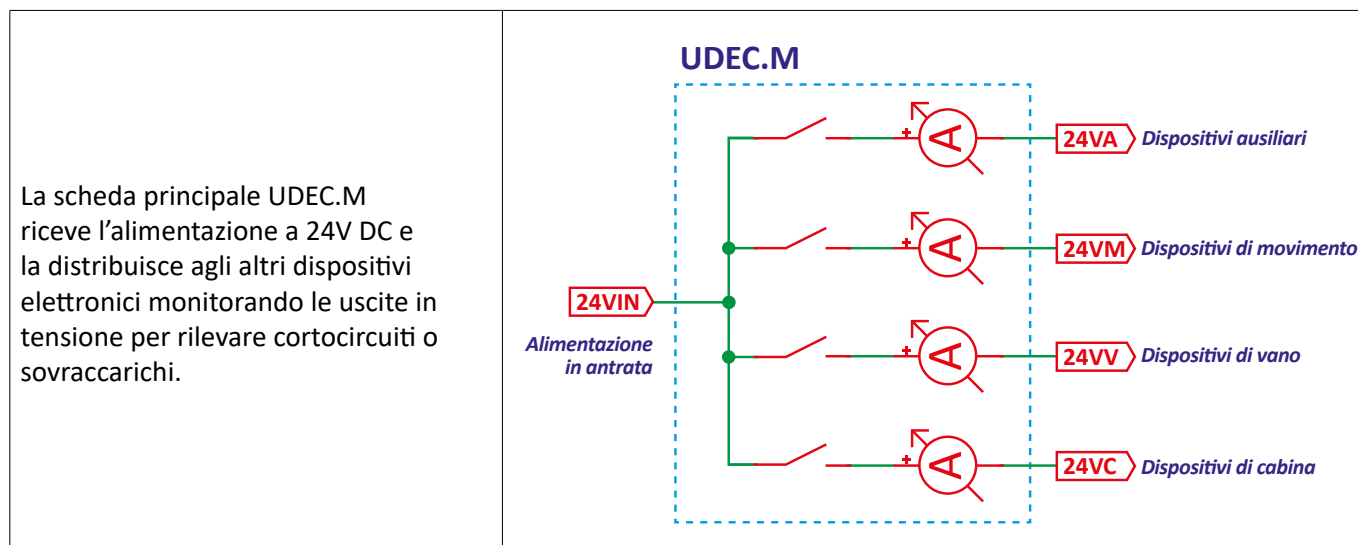 La scheda principale UDEC.M
riceve l’alimentazione a 24V DC e
la distribuisce agli altri dispositivi
elettronici monitorando le uscite in
tensione per rilevare cortocircuiti o
sovraccarichi.
UDEC.M
+ A 24VA Dispositivi ausiliari
+ A 24VM Dispositivi di movimento
24VIN
Alimentazione
in antrata
+ A 24VV Dispositivi di vano
+ A 24VC Dispositivi di cabina